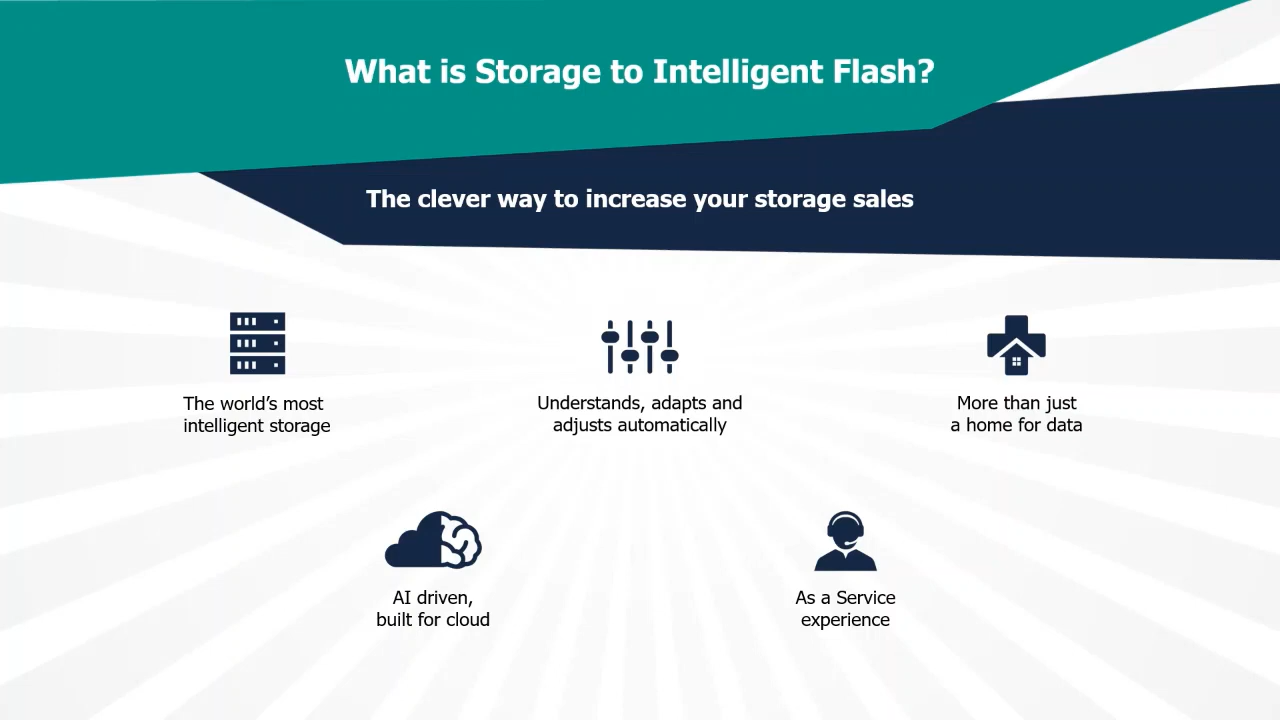 What is Storage to Intelligent Flash?
The clever way to increase your storage sales
The world’s most
intelligent storage
Understands, adapts and
adjusts automatically
More than just
a home for data
AI driven,
built for cloud
As a Service
experience